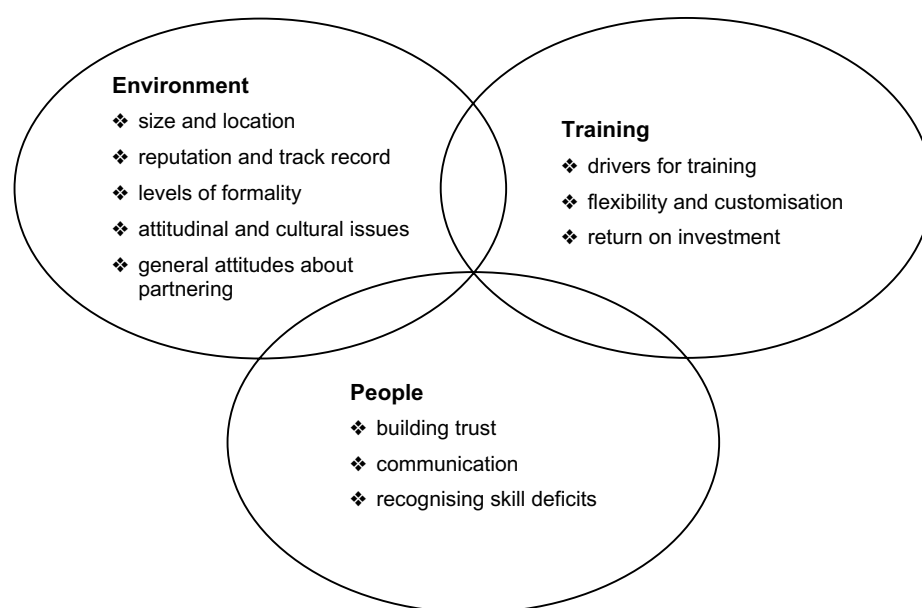 Environment
❖ size and location
❖ reputation and track record
❖ levels of formality
❖ attitudinal and cultural issues
❖ general attitudes about
partnering
Training
❖ drivers for training
❖ flexibility and customisation
❖ return on investment
People
❖ building trust
❖ communication
❖ recognising skill deficits